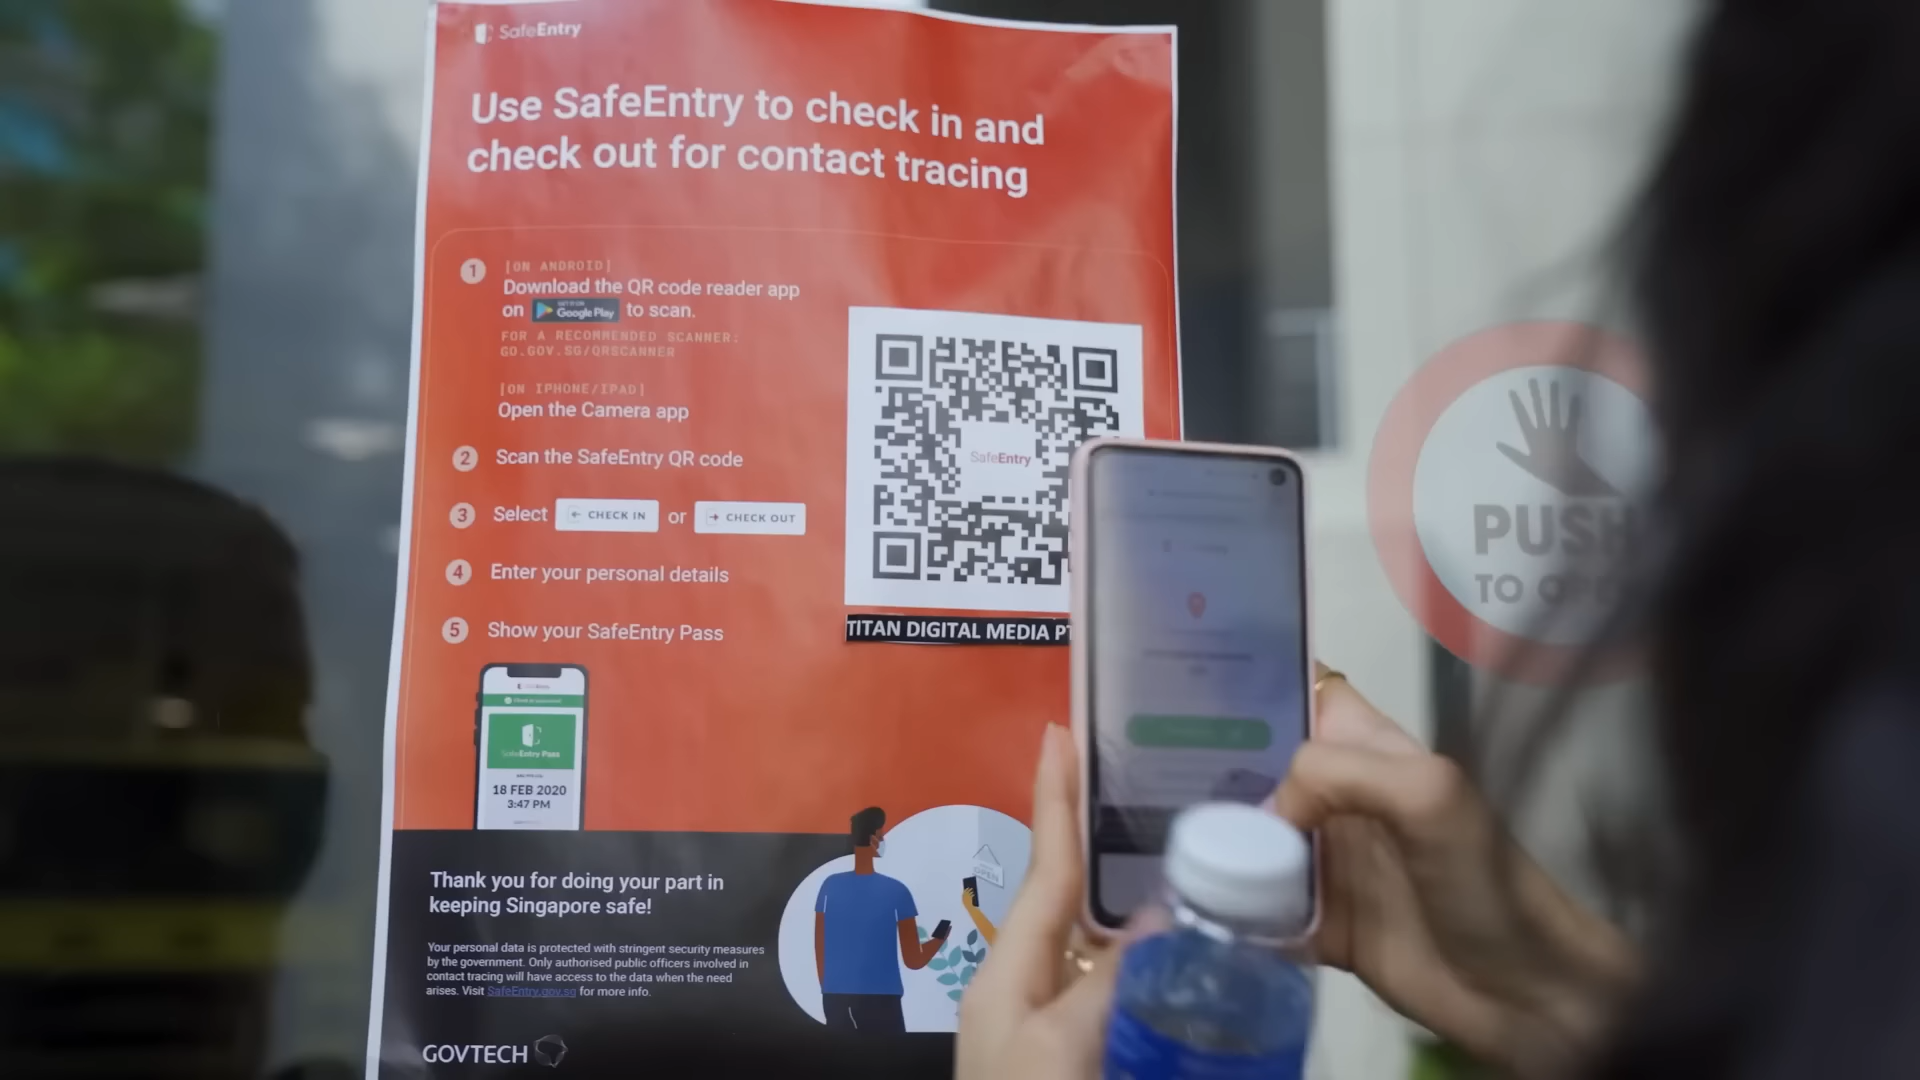 SafeEntry
Use SafeEntry to check in and
check out for contact tracing
1
[ON ANDROID]
Download the QR code reader app
on GET IT ON Google Play to scan.
FOR A RECOMMENDED SCANNER:
GO.GOV.SG/QRSCANNER
[ON IPHONE/IPAD]
Open the Camera app
2 Scan the SafeEntry QR code
3 Select ← CHECK IN or → CHECK OUT
4 Enter your personal details
5 Show your SafeEntry Pass
SafeEntry Pass
18 FEB 2020
3:47 PM
SafeEntry
TITAN DIGITAL MEDIA
Thank you for doing your part in
keeping Singapore safe!
Your personal data is protected with stringent security measures
by the government. Only authorised public officers involved in
contact tracing will have access to the data when the need
arises. Visit SafeEntry.gov.sg for more info.
OPEN
GOVTECH
PUSH
TO